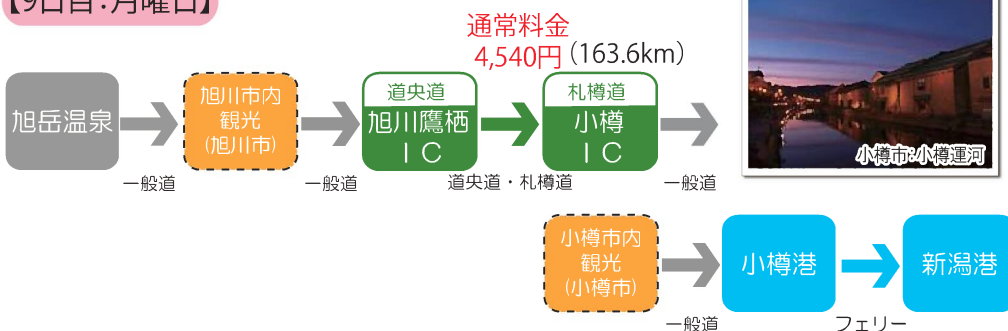 【9日目：月曜日】
通常料金
4,540円（163.6km）
旭岳温泉
一般道
旭川市内
観光
(旭川市)
一般道
道央道
旭川鷹栖
ＩＣ
道央道・札樽道
札樽道
小樽
ＩＣ
一般道
小樽市：小樽運河
小樽市内
観光
(小樽市)
一般道
小樽港
フェリー
新潟港